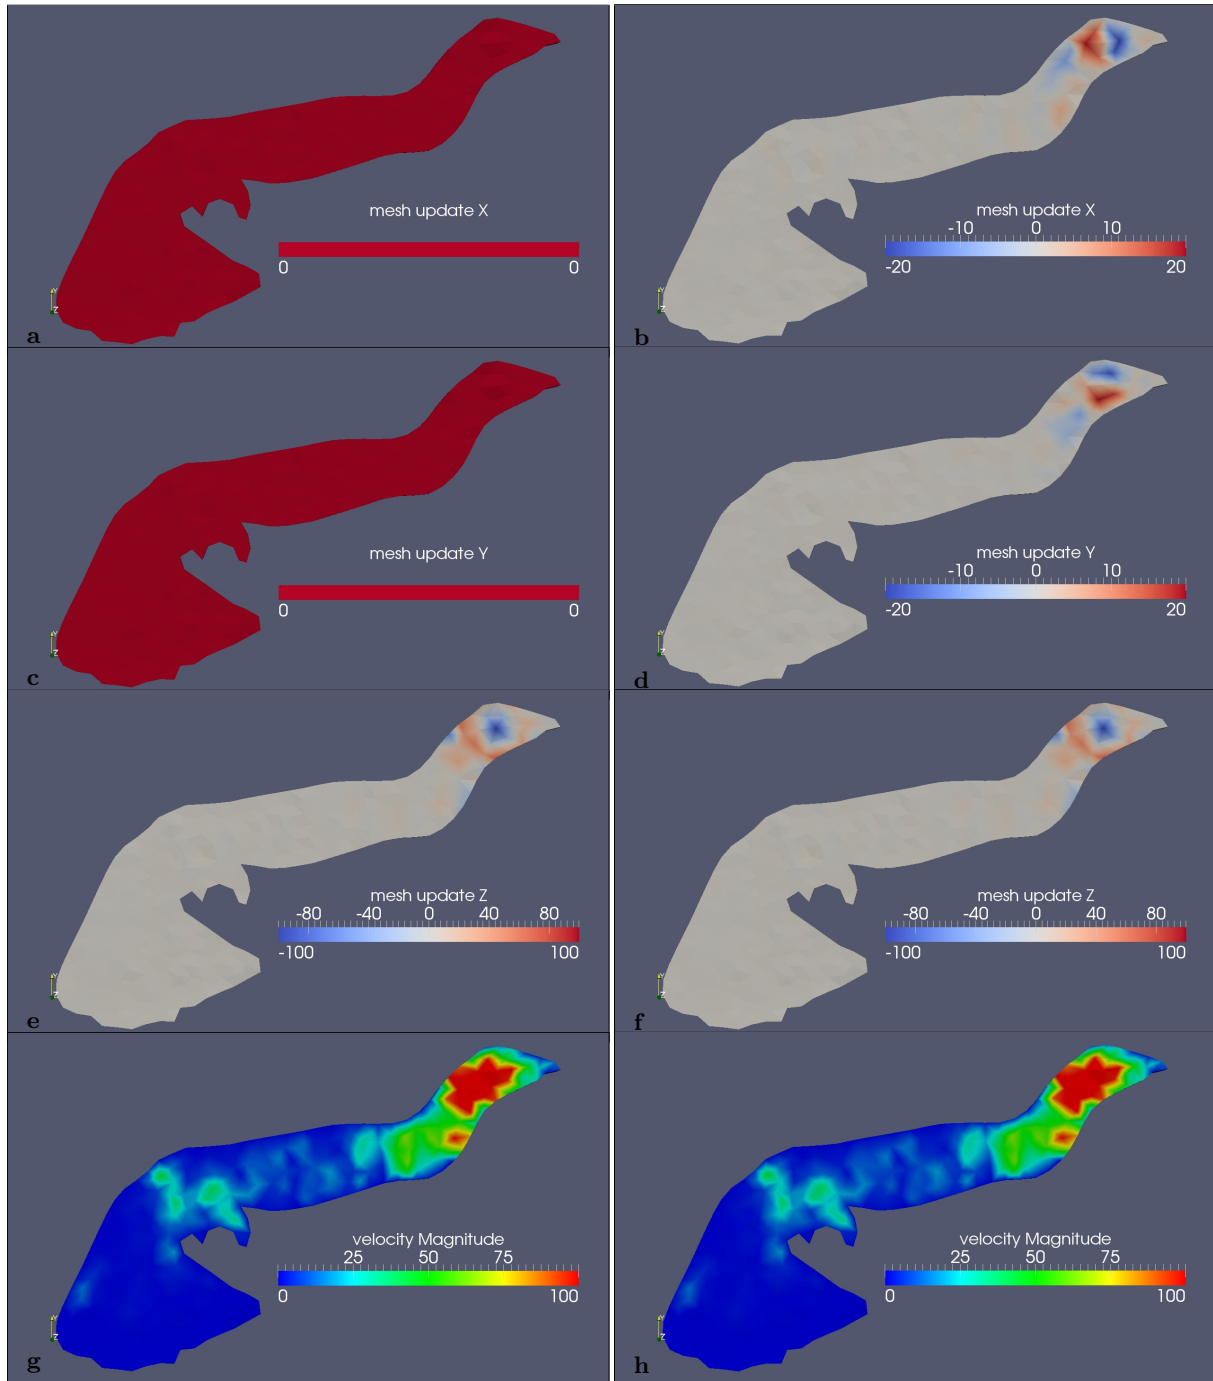 mesh update X
0 0
a
mesh update X
-10 0 10
-20 20
b
mesh update Y
0 0
c
mesh update Y
-10 0 10
-20 20
d
mesh update Z
-80 -40 0 40 80
-100 100
e
mesh update Z
-80 -40 0 40 80
-100 100
f
velocity Magnitude
25 50 75
0 100
g
velocity Magnitude
25 50 75
0 100
h